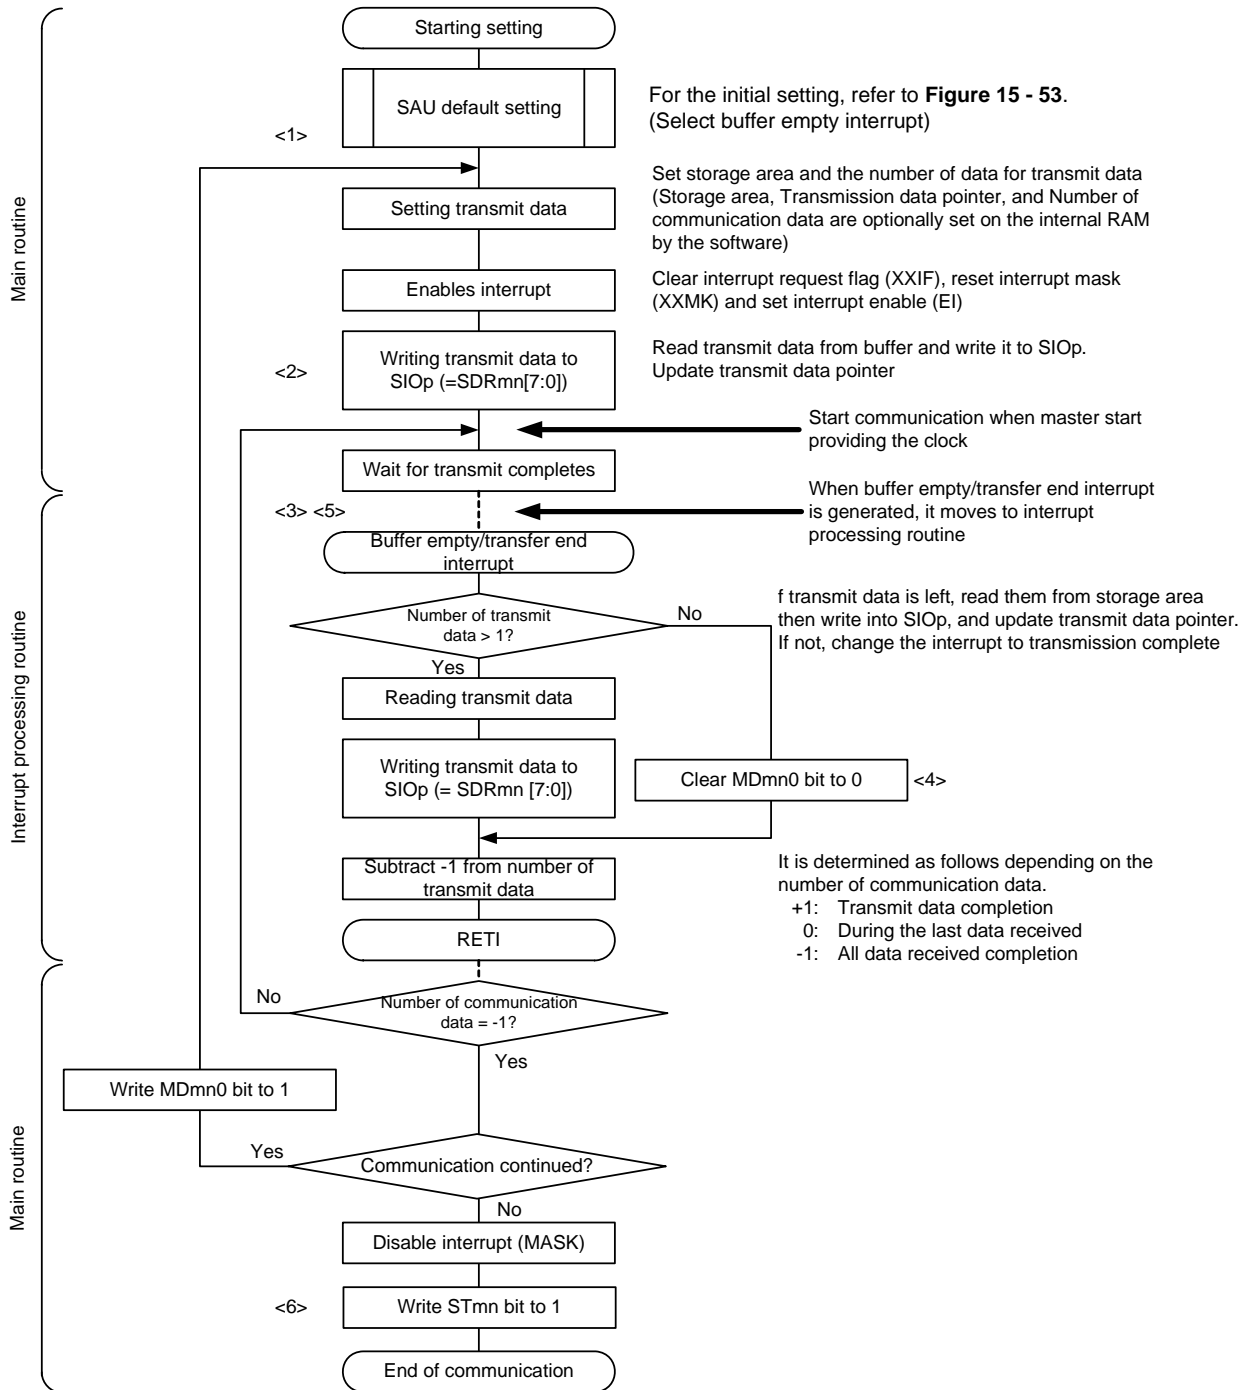 Starting setting
SAU default setting
For the initial setting, refer to Figure 15 - 53.
(Select buffer empty interrupt)
<1>
Setting transmit data
Set storage area and the number of data for transmit data
(Storage area, Transmission data pointer, and Number of
communication data are optionally set on the internal RAM
by the software)
Main routine
Enables interrupt
Clear interrupt request flag (XXIF), reset interrupt mask
(XXMK) and set interrupt enable (EI)
<2>
Writing transmit data to
SIOp (=SDRmn[7:0])
Read transmit data from buffer and write it to SIOp.
Update transmit data pointer
Start communication when master start
providing the clock
Wait for transmit completes
<3> <5>
When buffer empty/transfer end interrupt
is generated, it moves to interrupt
processing routine
Buffer empty/transfer end
interrupt
Number of transmit
data > 1?
No
Yes
f transmit data is left, read them from storage area
then write into SIOp, and update transmit data pointer.
If not, change the interrupt to transmission complete
Reading transmit data
Interrupt processing routine
Writing transmit data to
SIOp (= SDRmn [7:0])
Clear MDmn0 bit to 0
<4>
Subtract -1 from number of
transmit data
It is determined as follows depending on the
number of communication data.
+1: Transmit data completion
0: During the last data received
-1: All data received completion
RETI
No
Number of communication
data = -1?
Yes
Write MDmn0 bit to 1
Yes
Communication continued?
No
Main routine
Disable interrupt (MASK)
<6>
Write STmn bit to 1
End of communication